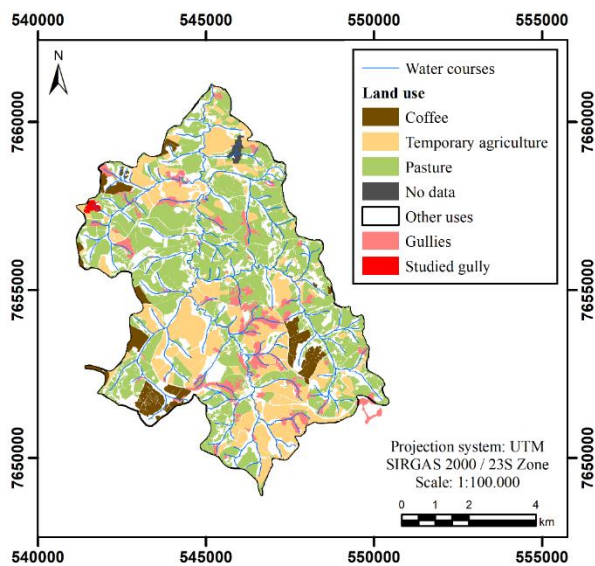 540000 545000 550000 555000
N
Water courses
Land use
Coffee
Temporary agriculture
Pasture
No data
Other uses
Gullies
Studied gully
7660000 7660000
7655000 7655000
7650000 7650000
Projection system: UTM
SIRGAS 2000 / 23S Zone
Scale: 1:100.000
0 2 4
km
540000 545000 550000 555000